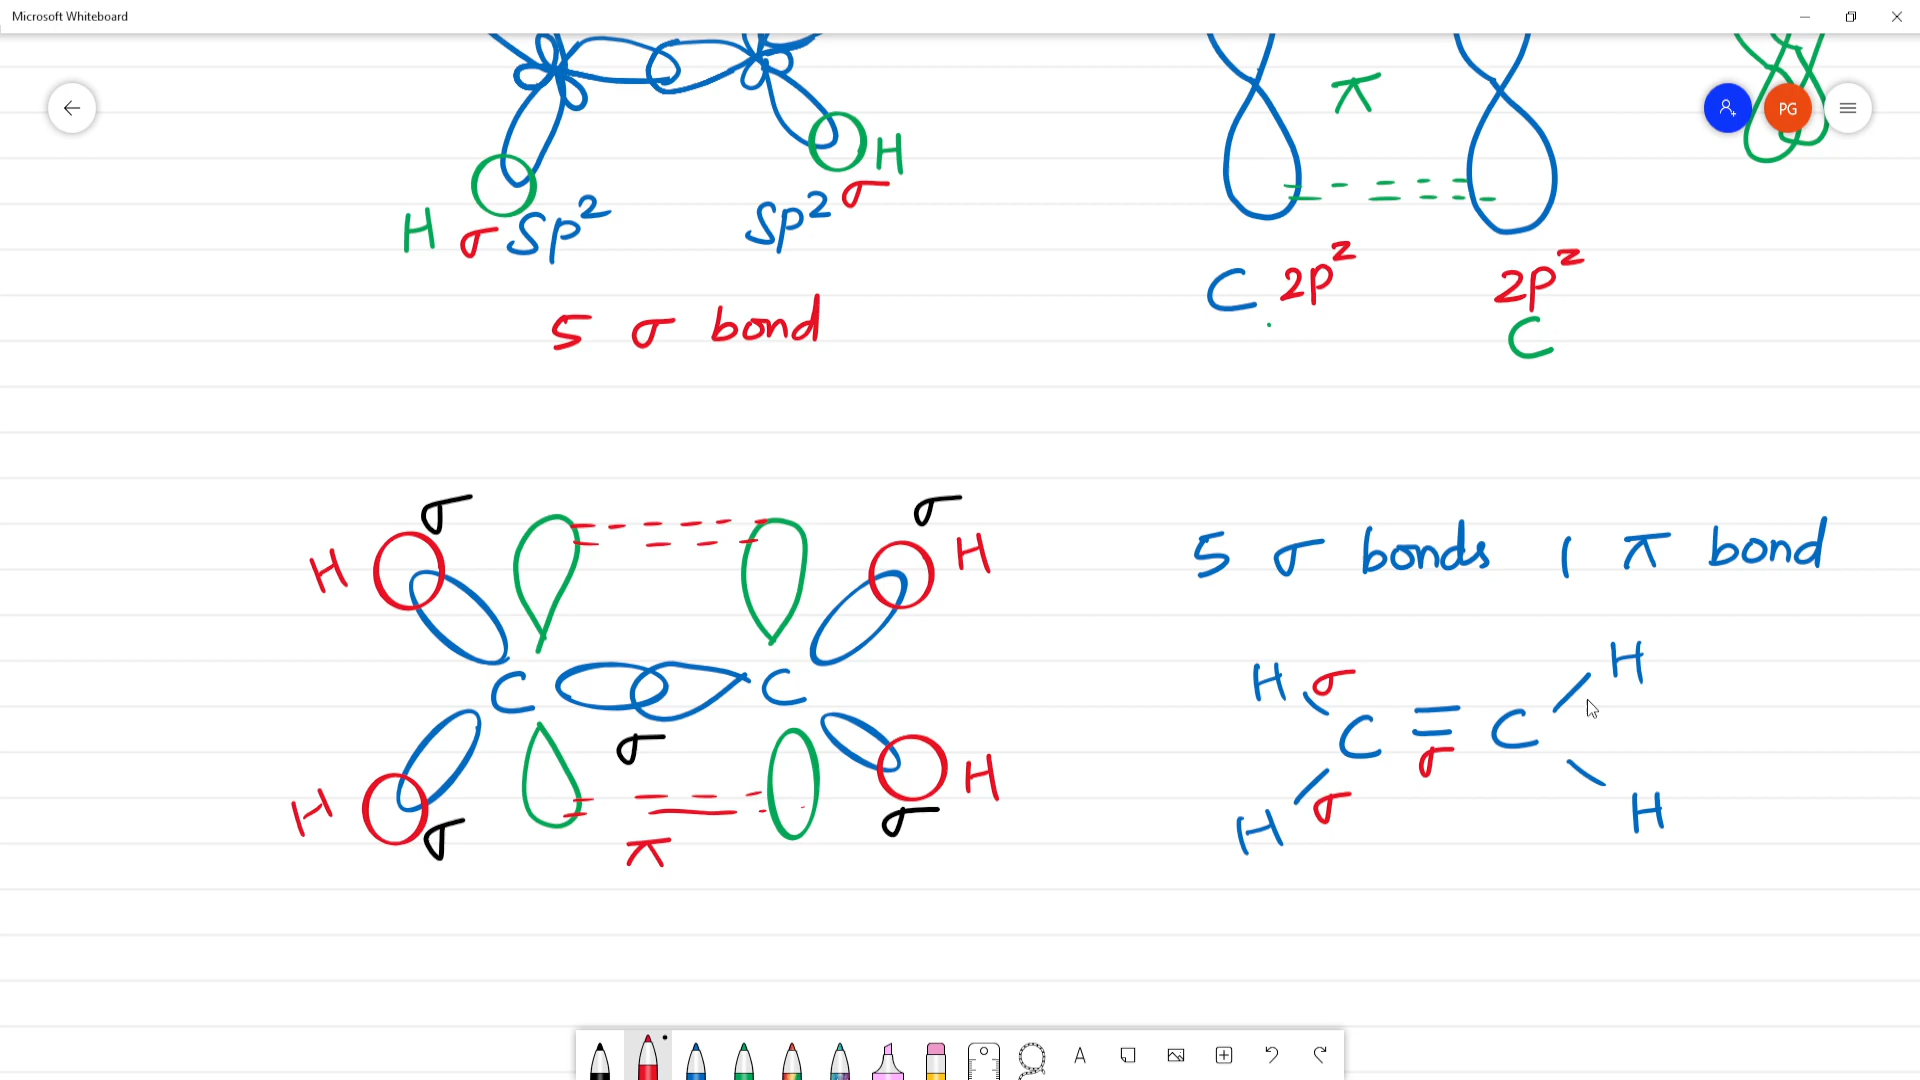 Microsoft Whiteboard
π
PG
H
H
σ
σ sp²
sp²
C 2p²
2p²
5 σ bond
C
σ
σ
H
H
5 σ bonds 1 π bond
C
C
H σ
H
σ
C = C
σ
H
H
H
σ
σ
σ
H
H
π
A